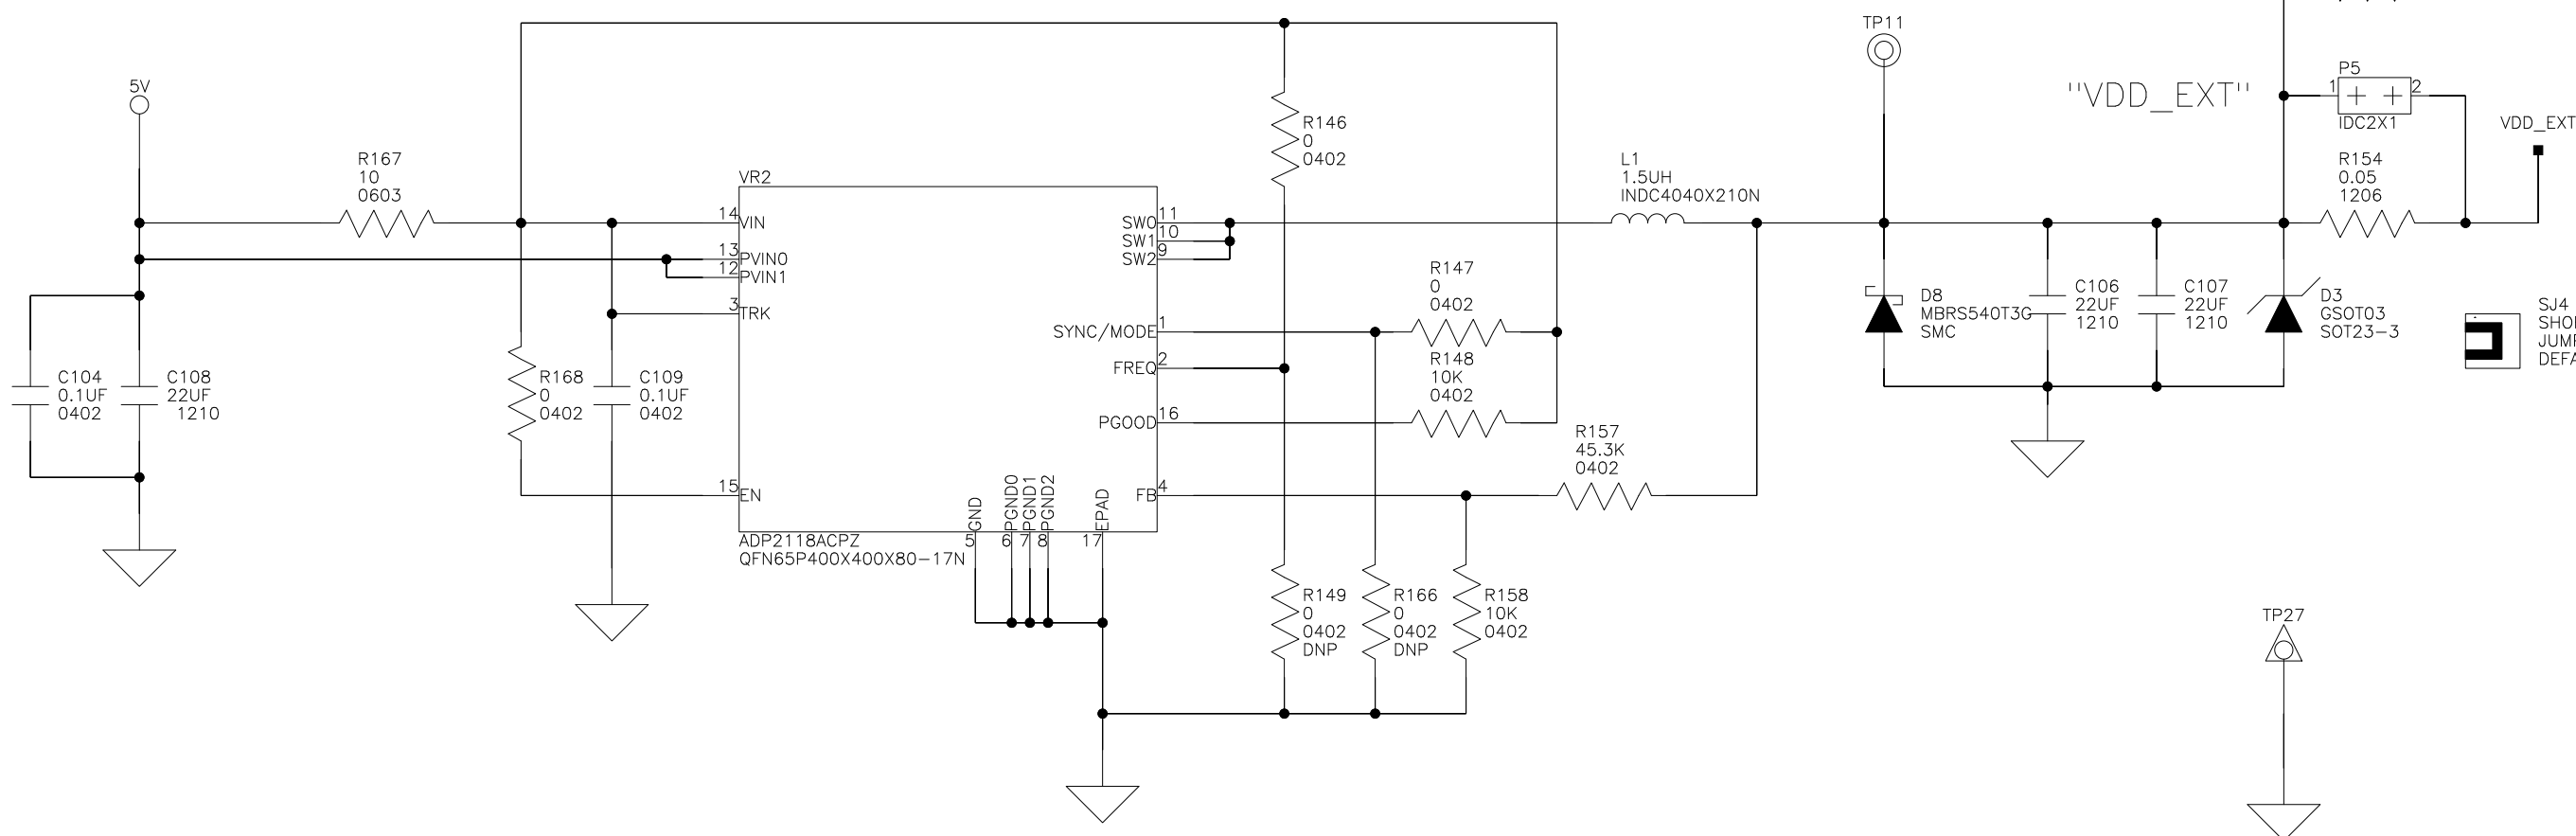 TP11
5V
"VDD_EXT"
P5
1
2
IDC2X1
VDD_EXT
R146
0
0402
R167
10
0603
L1
1.5UH
INDC4040X210N
R154
0.05
1206
VR2
14
VIN
13
PVIN0
12
PVIN1
3
TRK
15
EN
SW0
11
SW1
10
SW2
9
SYNC/MODE
1
FREQ
2
PGOOD
16
FB
4
GND
PGND0
PGND1
PGND2
EPAD
5
6
7
8
17
ADP2118ACPZ
QFN65P400X400X80-17N
R147
0
0402
R148
10K
0402
R157
45.3K
0402
D8
MBRS540T3G
SMC
C106
22UF
1210
C107
22UF
1210
D3
GSOT03
SOT23-3
SJ4
C104
0.1UF
0402
C108
22UF
1210
R168
0
0402
C109
0.1UF
0402
R149
0
0402
DNP
R166
0
0402
DNP
R158
10K
0402
TP27